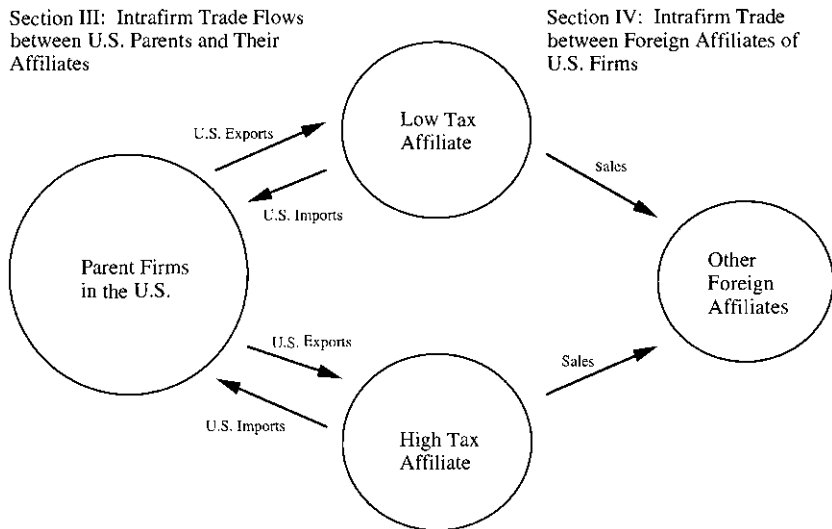 Section III: Intrafirm Trade Flows
between U.S. Parents and Their
Affiliates
Section IV: Intrafirm Trade
between Foreign Affiliates of
U.S. Firms
Low Tax
Affiliate
U.S. Exports
Sales
U.S. Imports
Parent Firms
in the U.S.
Other
Foreign
Affiliates
U.S. Exports
Sales
U.S. Imports
High Tax
Affiliate